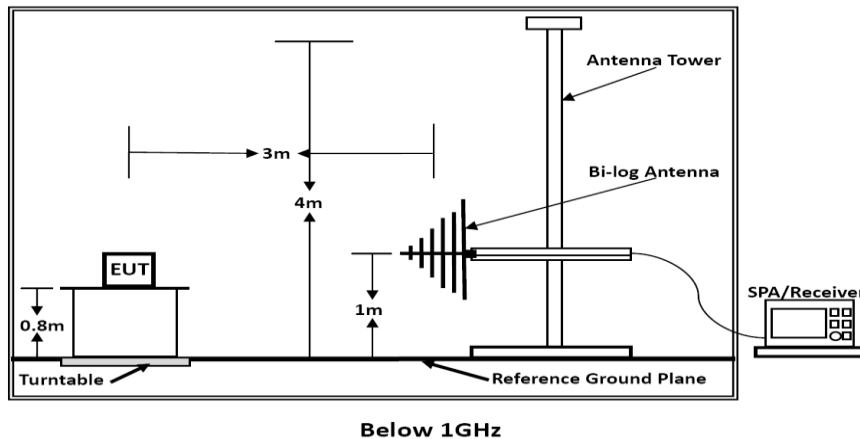 Antenna Tower
3m
Bi-log Antenna
4m
EUT
SPA/Receiver
0.8m
1m
Turntable
Reference Ground Plane
Below 1GHz